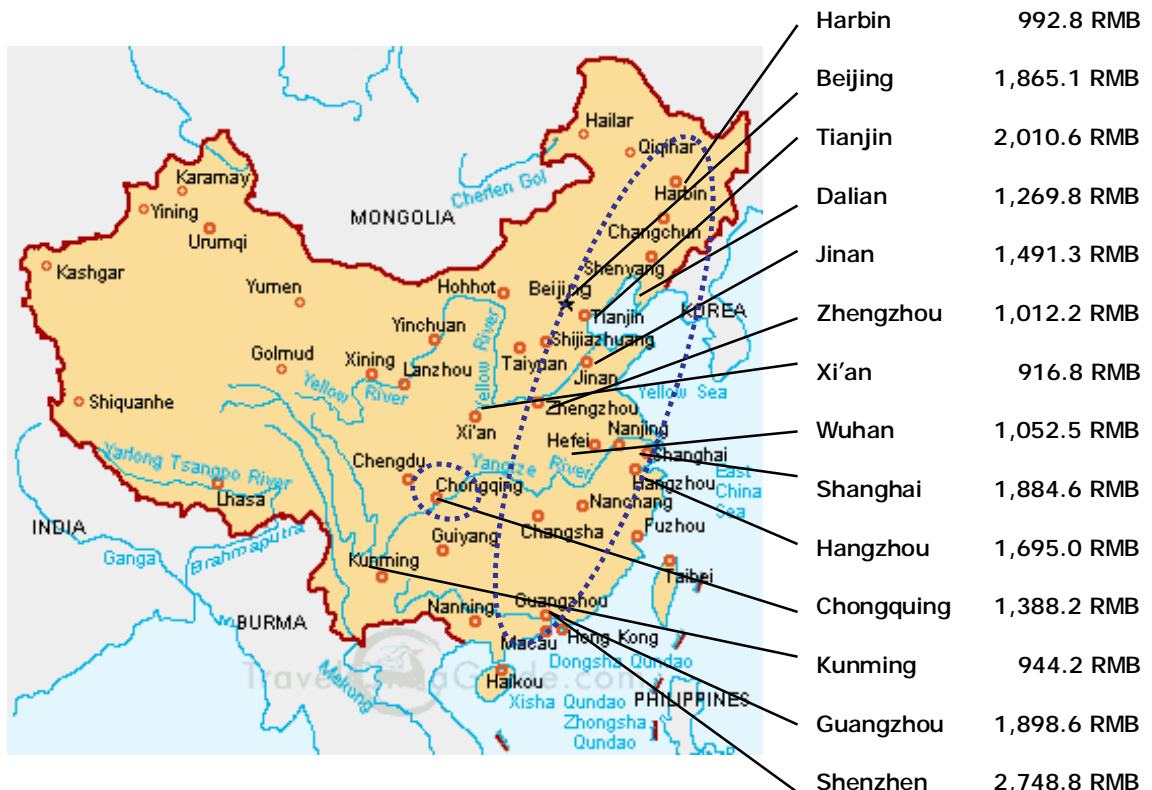 Harbin 992.8 RMB
Beijing 1,865.1 RMB
Tianjin 2,010.6 RMB
Dalian 1,269.8 RMB
Jinan 1,491.3 RMB
Zhengzhou 1,012.2 RMB
Xi’an 916.8 RMB
Wuhan 1,052.5 RMB
Shanghai 1,884.6 RMB
Hangzhou 1,695.0 RMB
Chongquing 1,388.2 RMB
Kunming 944.2 RMB
Guangzhou 1,898.6 RMB
Shenzhen 2,748.8 RMB
Hailar
Qiqihar
Karamay
Cherlen Gol
Harbin
Yining
MONGOLIA
Urumqi
Changchun
Kashgar
Shenyang
Yumen
Hohhot
Beijing
KOREA
Tianjin
Yinchuan
Yellow River
Shijiazhuang
Golmud
Xining
Lanzhou
Taiyuan
Jinan
Yellow River
Yellow Sea
Shiquanhe
Zhengzhou
Xi'an
Hefei
Nanjing
Shanghai
Chengdu
Yangtze River
Yarlong Tsangpo River
Chongqing
Hangzhou
East
China
Sea
Lhasa
Nanchang
INDIA
Changsha
Fuzhou
Guiyang
Ganga
Brahmaputra
Kunming
Taibei
Guangzhou
Nanning
BURMA
Macau
Hong Kong
Dongsha Qundao
Mekong
Haikou
Xisha Qundao
PHILIPPINES
Zhongsha
Qundao